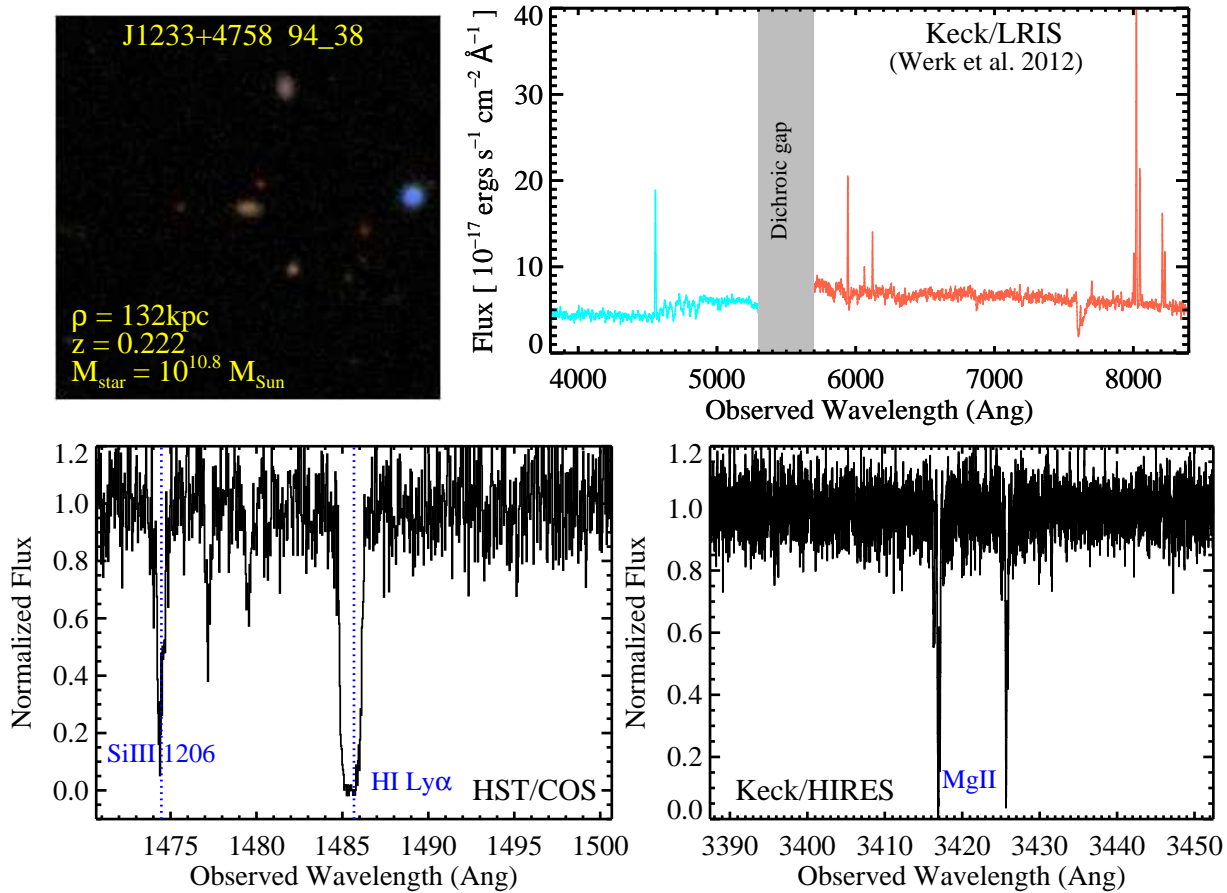 J1233+4758 94_38
ρ = 132kpc
z = 0.222
M_star = 10^10.8 M_Sun
Keck/LRIS
(Werk et al. 2012)
Dichroic gap
Flux [ 10^−17 ergs s^−1 cm^−2 Å^−1 ]
40
30
20
10
0
4000 5000 6000 7000 8000
Observed Wavelength (Ang)
Normalized Flux
1.2
1.0
0.8
0.6
0.4
0.2
0.0
SiIII 1206
HI Lyα
HST/COS
1475 1480 1485 1490 1495 1500
Observed Wavelength (Ang)
Normalized Flux
1.2
1.0
0.8
0.6
0.4
0.2
0.0
Keck/HIRES
MgII
3390 3400 3410 3420 3430 3440 3450
Observed Wavelength (Ang)